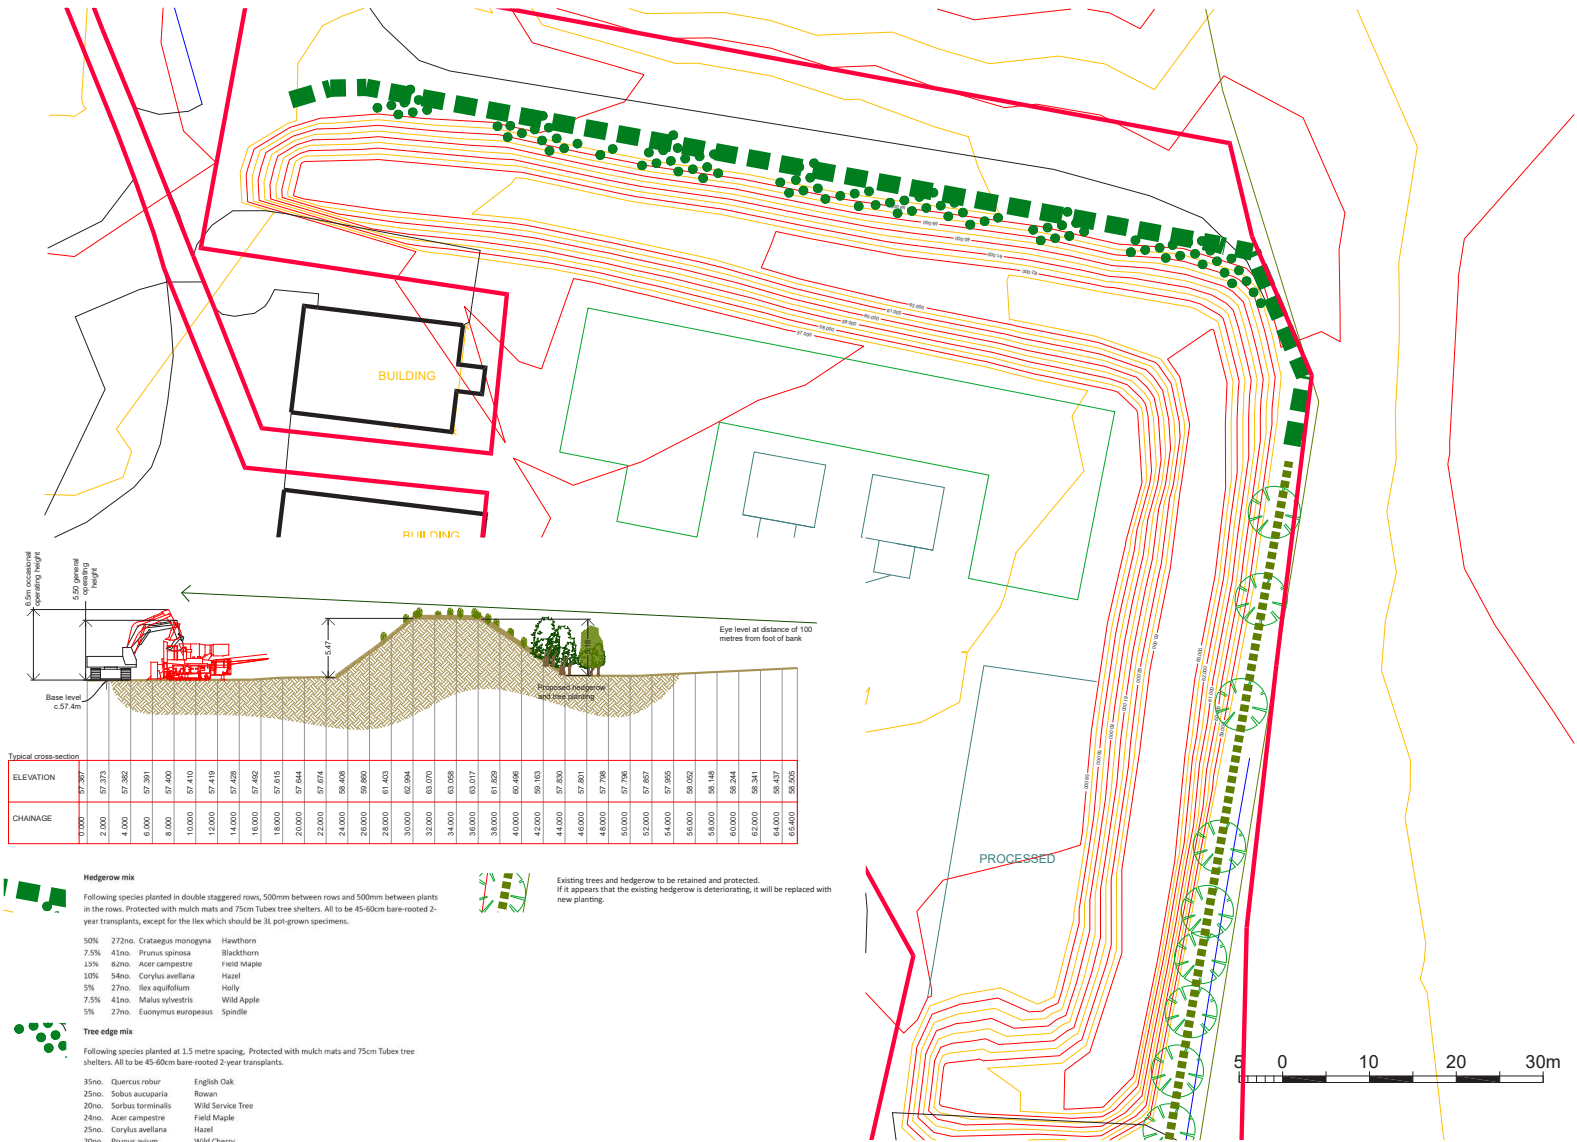 BUILDING
BUILDING
PROCESSED
62.000
61.000
60.000
59.000
58.000
57.000
6.5m occasional
operating height
5.50 general
operating
height
5.47
Eye level at distance of 100
metres from foot of bank
Proposed hedgerow
and tree planting
Base level
c.57.4m
Typical cross-section
ELEVATION 57.367 57.373 57.382 57.391 57.400 57.410 57.419 57.428 57.492 57.615 57.644 57.674 58.408 59.860 61.403 62.694 63.070 63.058 63.017 61.829 60.496 59.163 57.830 57.801 57.798 57.796 57.857 57.955 58.052 58.148 58.244 58.341 58.437 58.505
CHAINAGE 0.000 2.000 4.000 6.000 8.000 10.000 12.000 14.000 16.000 18.000 20.000 22.000 24.000 26.000 28.000 30.000 32.000 34.000 36.000 38.000 40.000 42.000 44.000 46.000 48.000 50.000 52.000 54.000 56.000 58.000 60.000 62.000 64.000 65.400
Hedgerow mix
Following species planted in double staggered rows, 500mm between rows and 500mm between plants
in the rows. Protected with mulch mats and 75cm Tubex tree shelters. All to be 45-60cm bare-rooted 2-
year transplants, except for the Ilex which should be 3L pot-grown specimens.
50% 272no. Crataegus monogyna Hawthorn
7.5% 41no. Prunus spinosa Blackthorn
15% 82no. Acer campestre Field Maple
10% 54no. Corylus avellana Hazel
5% 27no. Ilex aquifolium Holly
7.5% 41no. Malus sylvestris Wild Apple
5% 27no. Euonymus europeaus Spindle
Tree edge mix
Following species planted at 1.5 metre spacing, Protected with mulch mats and 75cm Tubex tree
shelters. All to be 45-60cm bare-rooted 2-year transplants.
35no. Quercus robur English Oak
25no. Sobus aucuparia Rowan
20no. Sorbus torminalis Wild Service Tree
24no. Acer campestre Field Maple
25no. Corylus avellana Hazel
20no. Prunus avium Wild Cherry
Existing trees and hedgerow to be retained and protected.
If it appears that the existing hedgerow is deteriorating, it will be replaced with
new planting.
5 0 10 20 30m